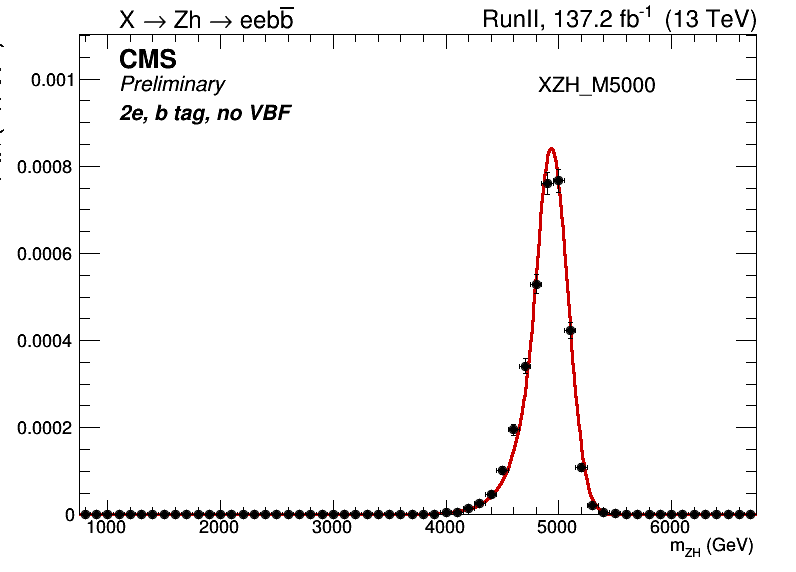 X → Zh → eebb̅
RunII, 137.2 fb⁻¹ (13 TeV)
CMS
Preliminary
2e, b tag, no VBF
XZH_M5000
0.001
0.0008
0.0006
0.0004
0.0002
0
1000 2000 3000 4000 5000 6000
m_ZH (GeV)